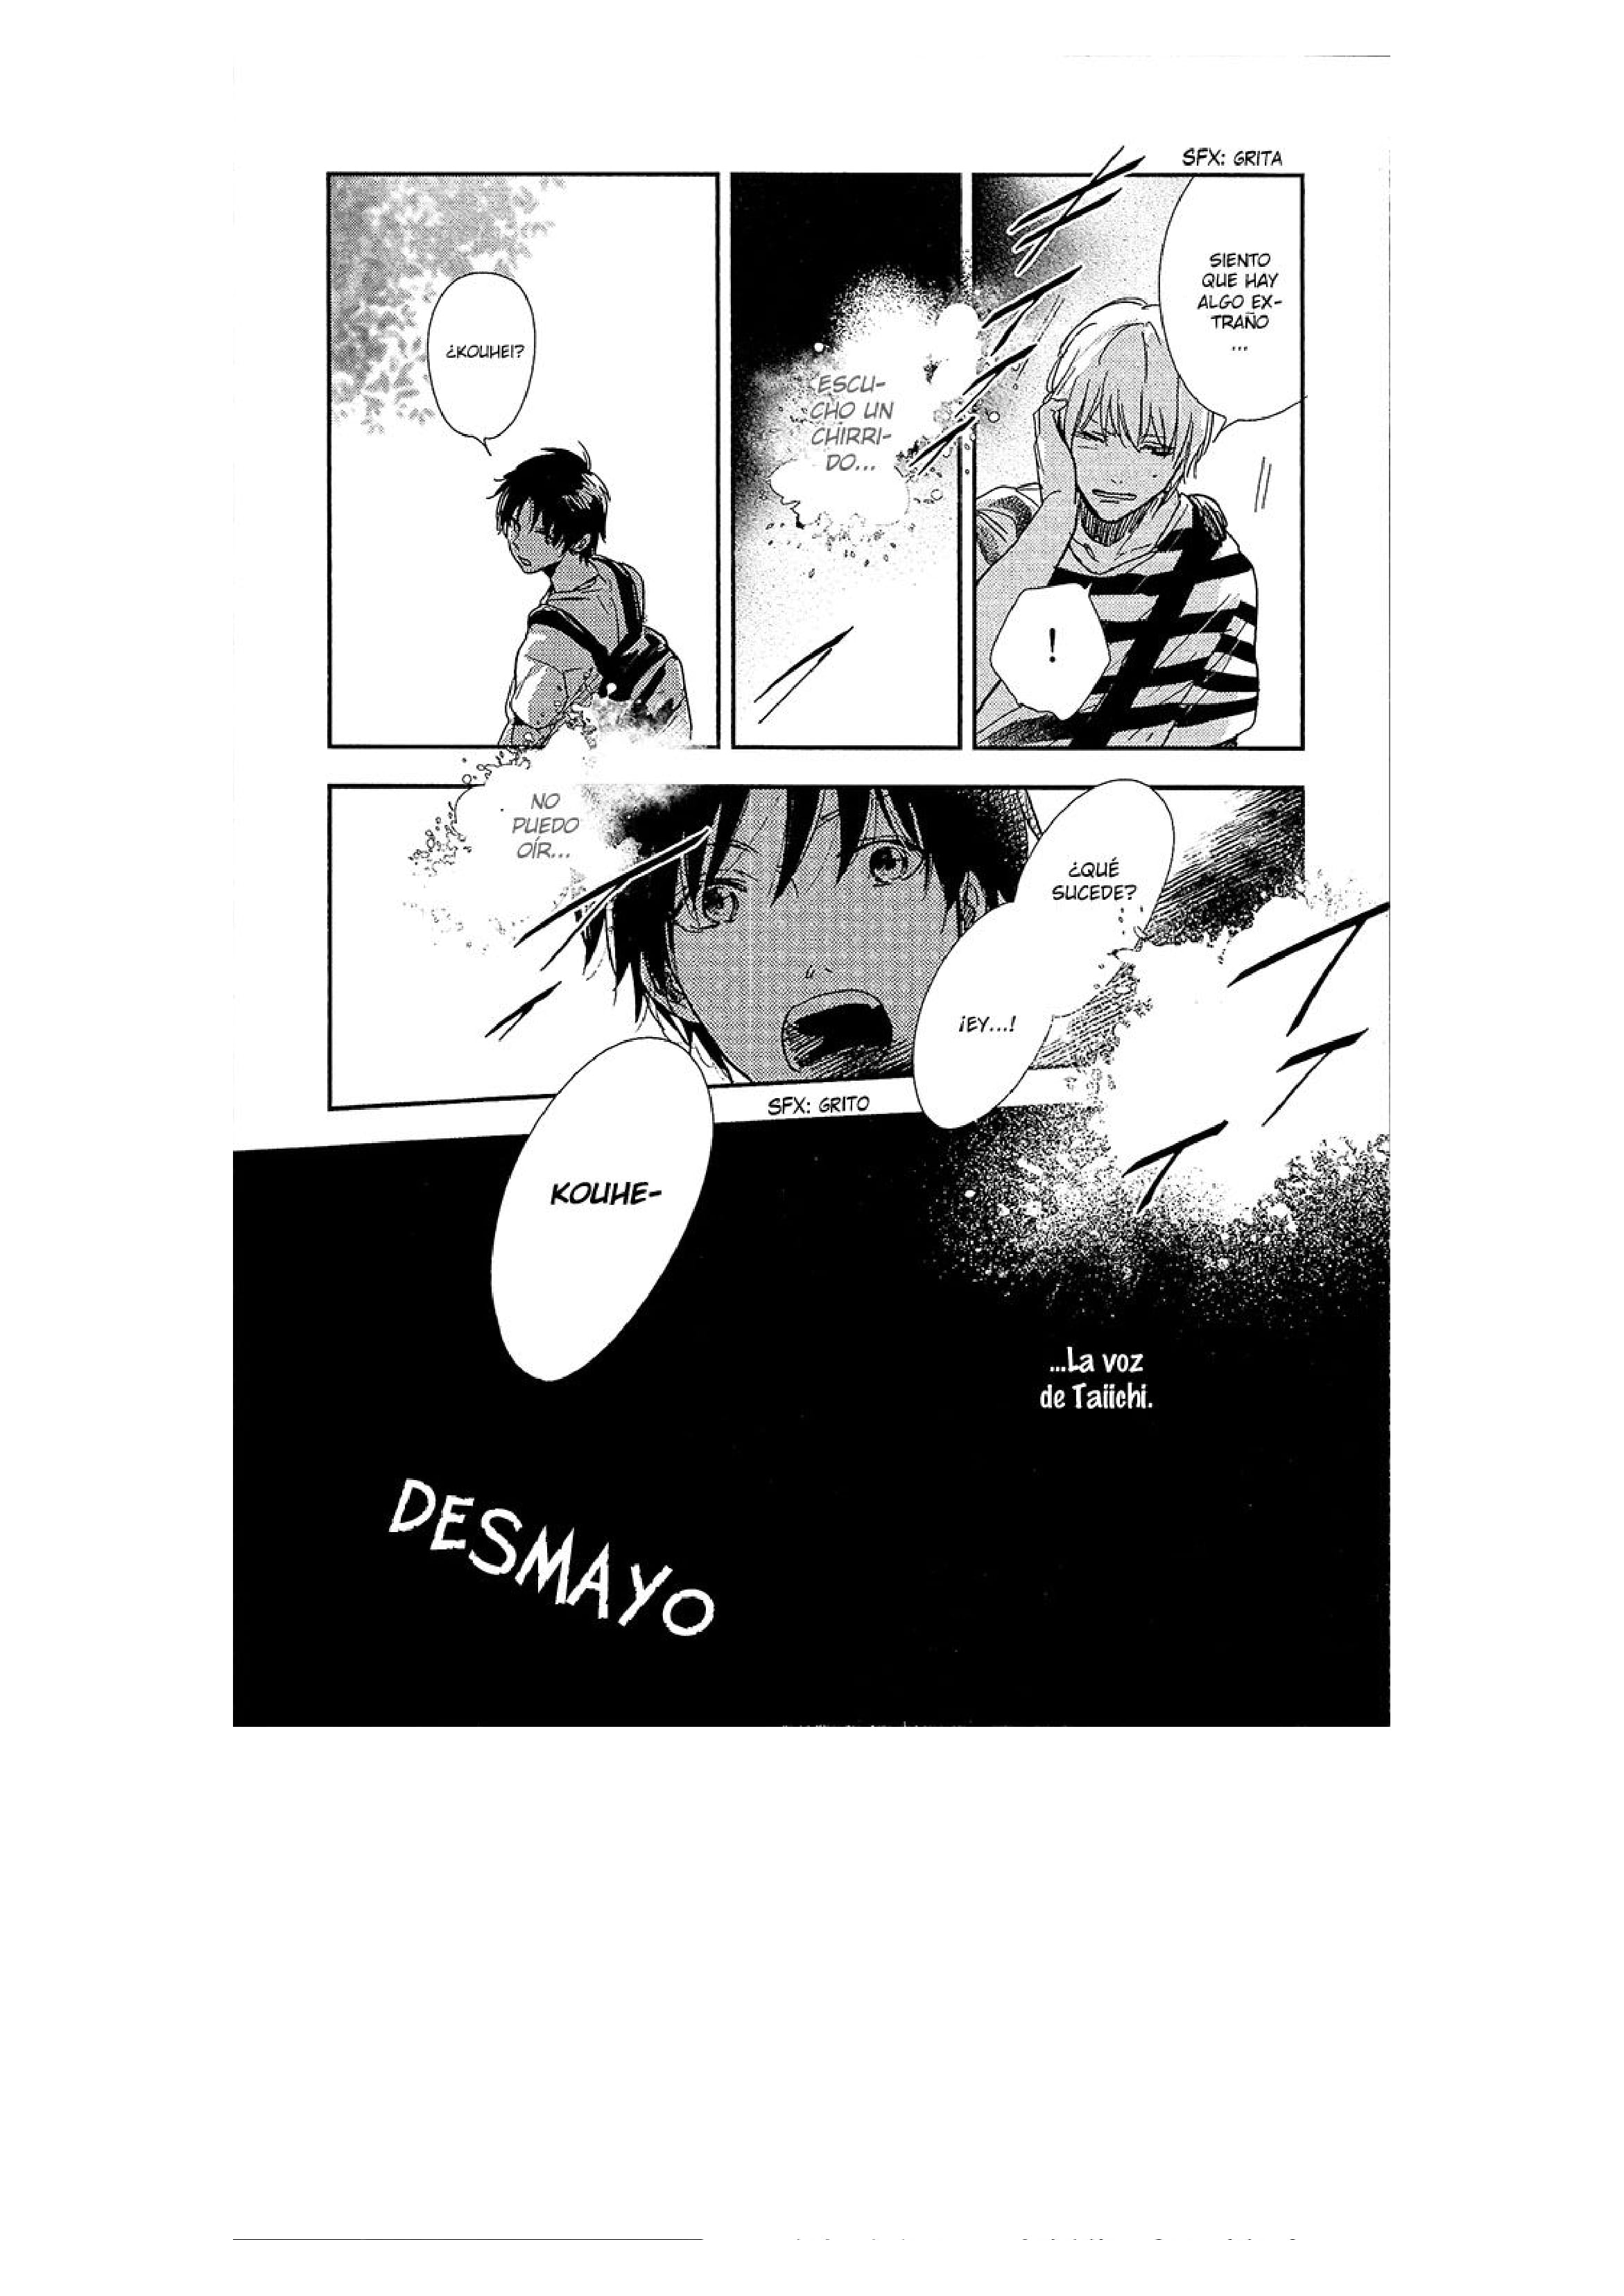 SFX: GRITA
SIENTO
QUE HAY
ALGO EX-
TRAÑO
...
!
ESCU-
CHO UN
CHIRRI-
DO...
¿KOUHEI?
¿QUÉ
SUCEDE?
¡EY...!
NO
PUEDO
OÍR...
SFX: GRITO
KOUHE-
...La voz
de Taiichi.
DESMAYO